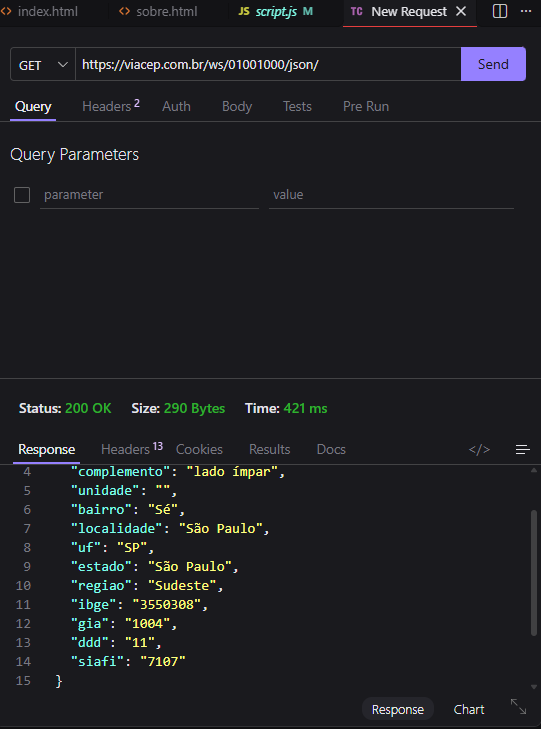 <> index.html <> sobre.html JS script.js M TC New Request ✕ ···
GET https://viacep.com.br/ws/01001000/json/ Send
Query Headers 2 Auth Body Tests Pre Run
Query Parameters
parameter value
Status: 200 OK Size: 290 Bytes Time: 421 ms
Response Headers 13 Cookies Results Docs </>
4 "complemento": "lado ímpar",
5 "unidade": "",
6 "bairro": "Sé",
7 "localidade": "São Paulo",
8 "uf": "SP",
9 "estado": "São Paulo",
10 "regiao": "Sudeste",
11 "ibge": "3550308",
12 "gia": "1004",
13 "ddd": "11",
14 "siafi": "7107"
15 }
Response Chart